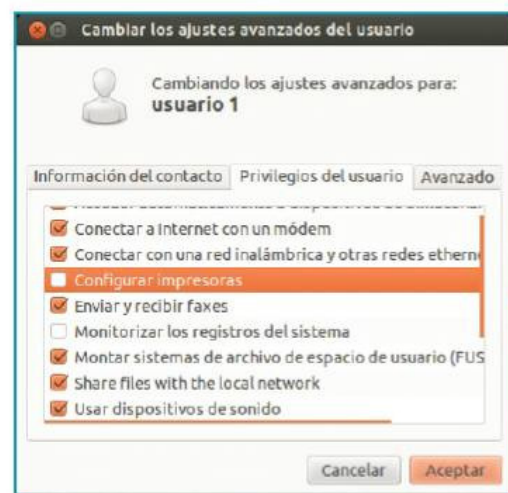 Cambiar los ajustes avanzados del usuario
Cambiando los ajustes avanzados para:
usuario 1
Información del contacto Privilegios del usuario Avanzado
Conectar a Internet con un módem
Conectar con una red inalámbrica y otras redes ethern
Configurar impresoras
Enviar y recibir faxes
Monitorizar los registros del sistema
Montar sistemas de archivo de espacio de usuario (FUS
Share files with the local network
Usar dispositivos de sonido
Cancelar Aceptar